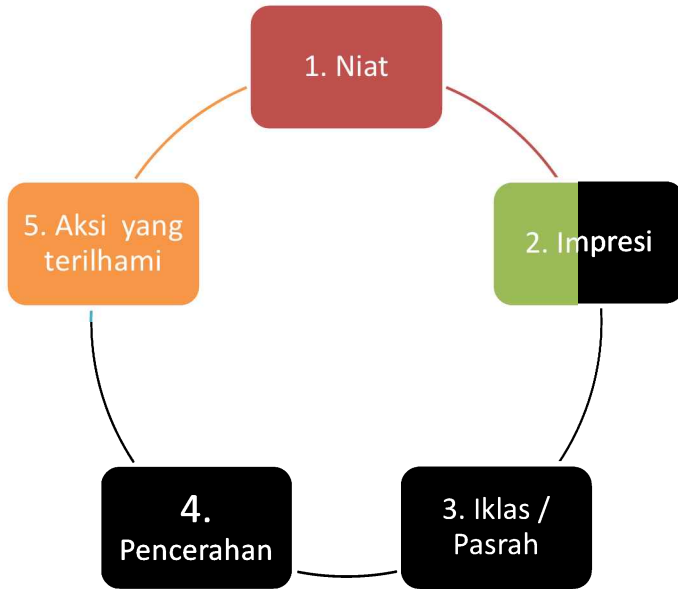 1. Niat
2. Impresi
3. Iklas /
Pasrah
4.
Pencerahan
5. Aksi yang
terilhami